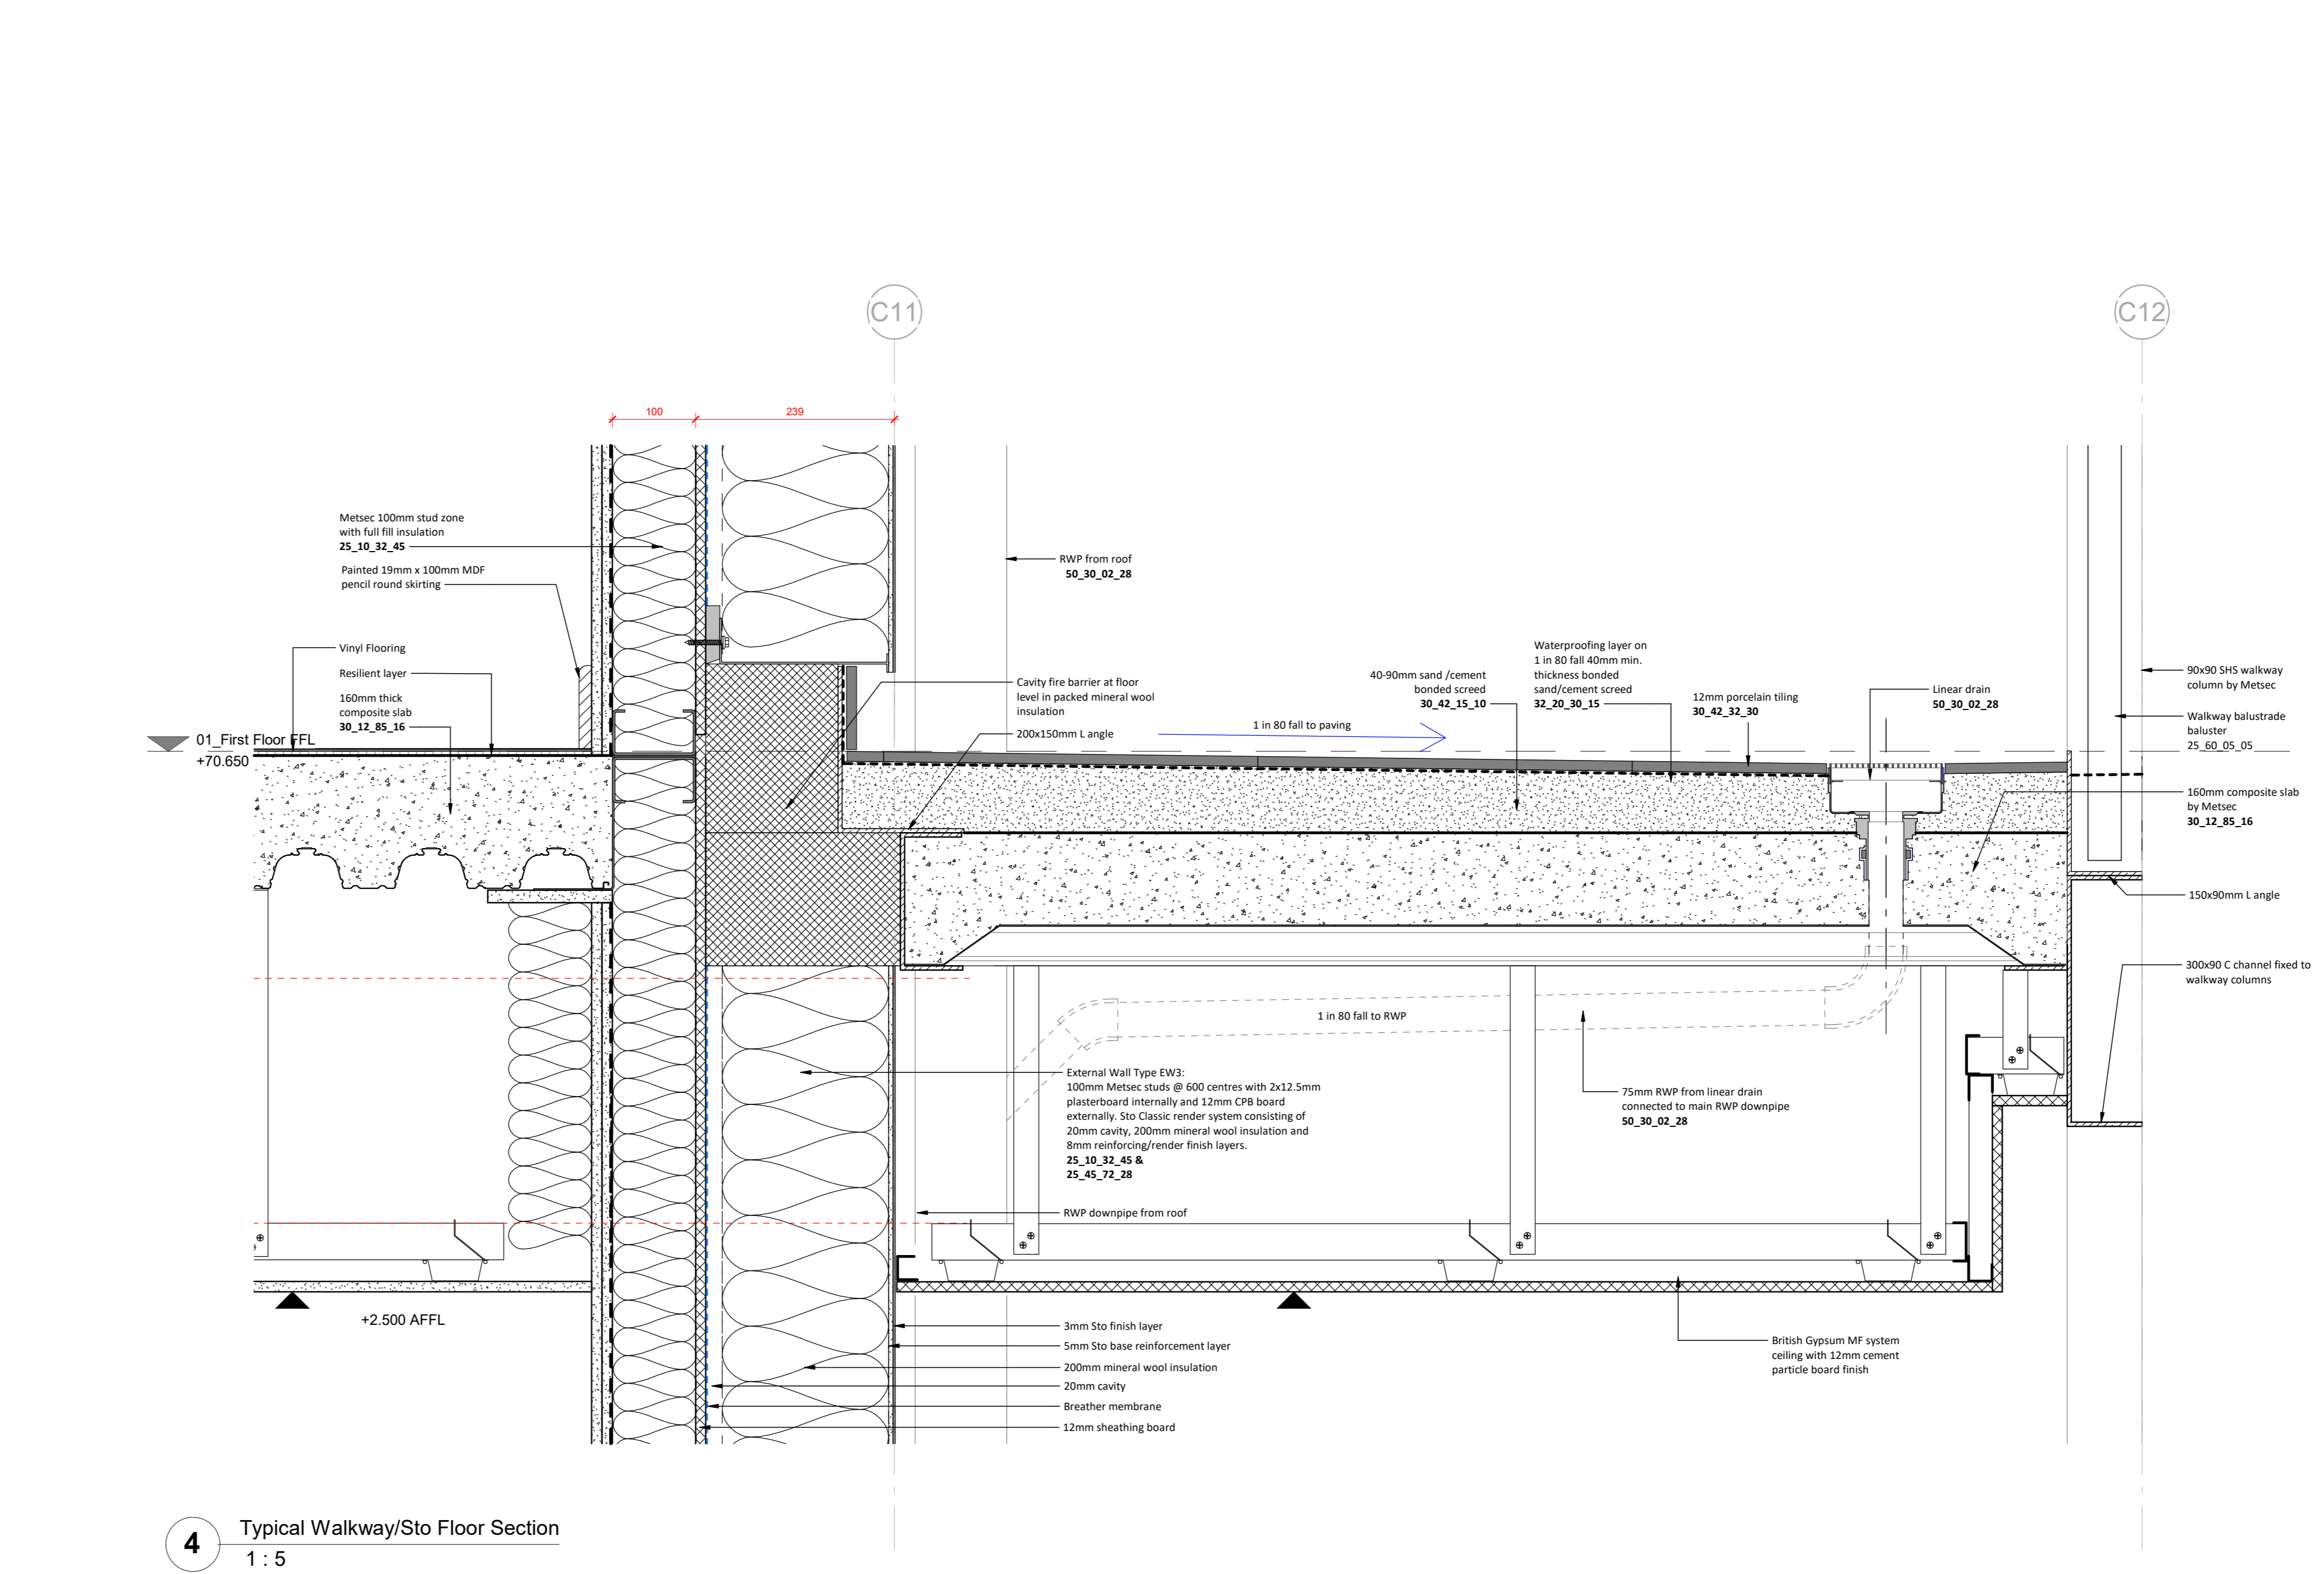 C11
C12
100
239
Metsec 100mm stud zone
with full fill insulation
25_10_32_45
Painted 19mm x 100mm MDF
pencil round skirting
Vinyl Flooring
Resilient layer
160mm thick
composite slab
30_12_85_16
01_First Floor FFL
+70.650
RWP from roof
50_30_02_28
Cavity fire barrier at floor
level in packed mineral wool
insulation
200x150mm L angle
1 in 80 fall to paving
40-90mm sand /cement
bonded screed
30_42_15_10
Waterproofing layer on
1 in 80 fall 40mm min.
thickness bonded
sand/cement screed
32_20_30_15
12mm porcelain tiling
30_42_32_30
Linear drain
50_30_02_28
90x90 SHS walkway
column by Metsec
Walkway balustrade
baluster
25_60_05_05
160mm composite slab
by Metsec
30_12_85_16
150x90mm L angle
300x90 C channel fixed to
walkway columns
1 in 80 fall to RWP
External Wall Type EW3:
100mm Metsec studs @ 600 centres with 2x12.5mm
plasterboard internally and 12mm CPB board
externally. Sto Classic render system consisting of
20mm cavity, 200mm mineral wool insulation and
8mm reinforcing/render finish layers.
25_10_32_45 &
25_45_72_28
75mm RWP from linear drain
connected to main RWP downpipe
50_30_02_28
RWP downpipe from roof
+2.500 AFFL
3mm Sto finish layer
5mm Sto base reinforcement layer
200mm mineral wool insulation
20mm cavity
Breather membrane
12mm sheathing board
British Gypsum MF system
ceiling with 12mm cement
particle board finish
4
Typical Walkway/Sto Floor Section
1 : 5